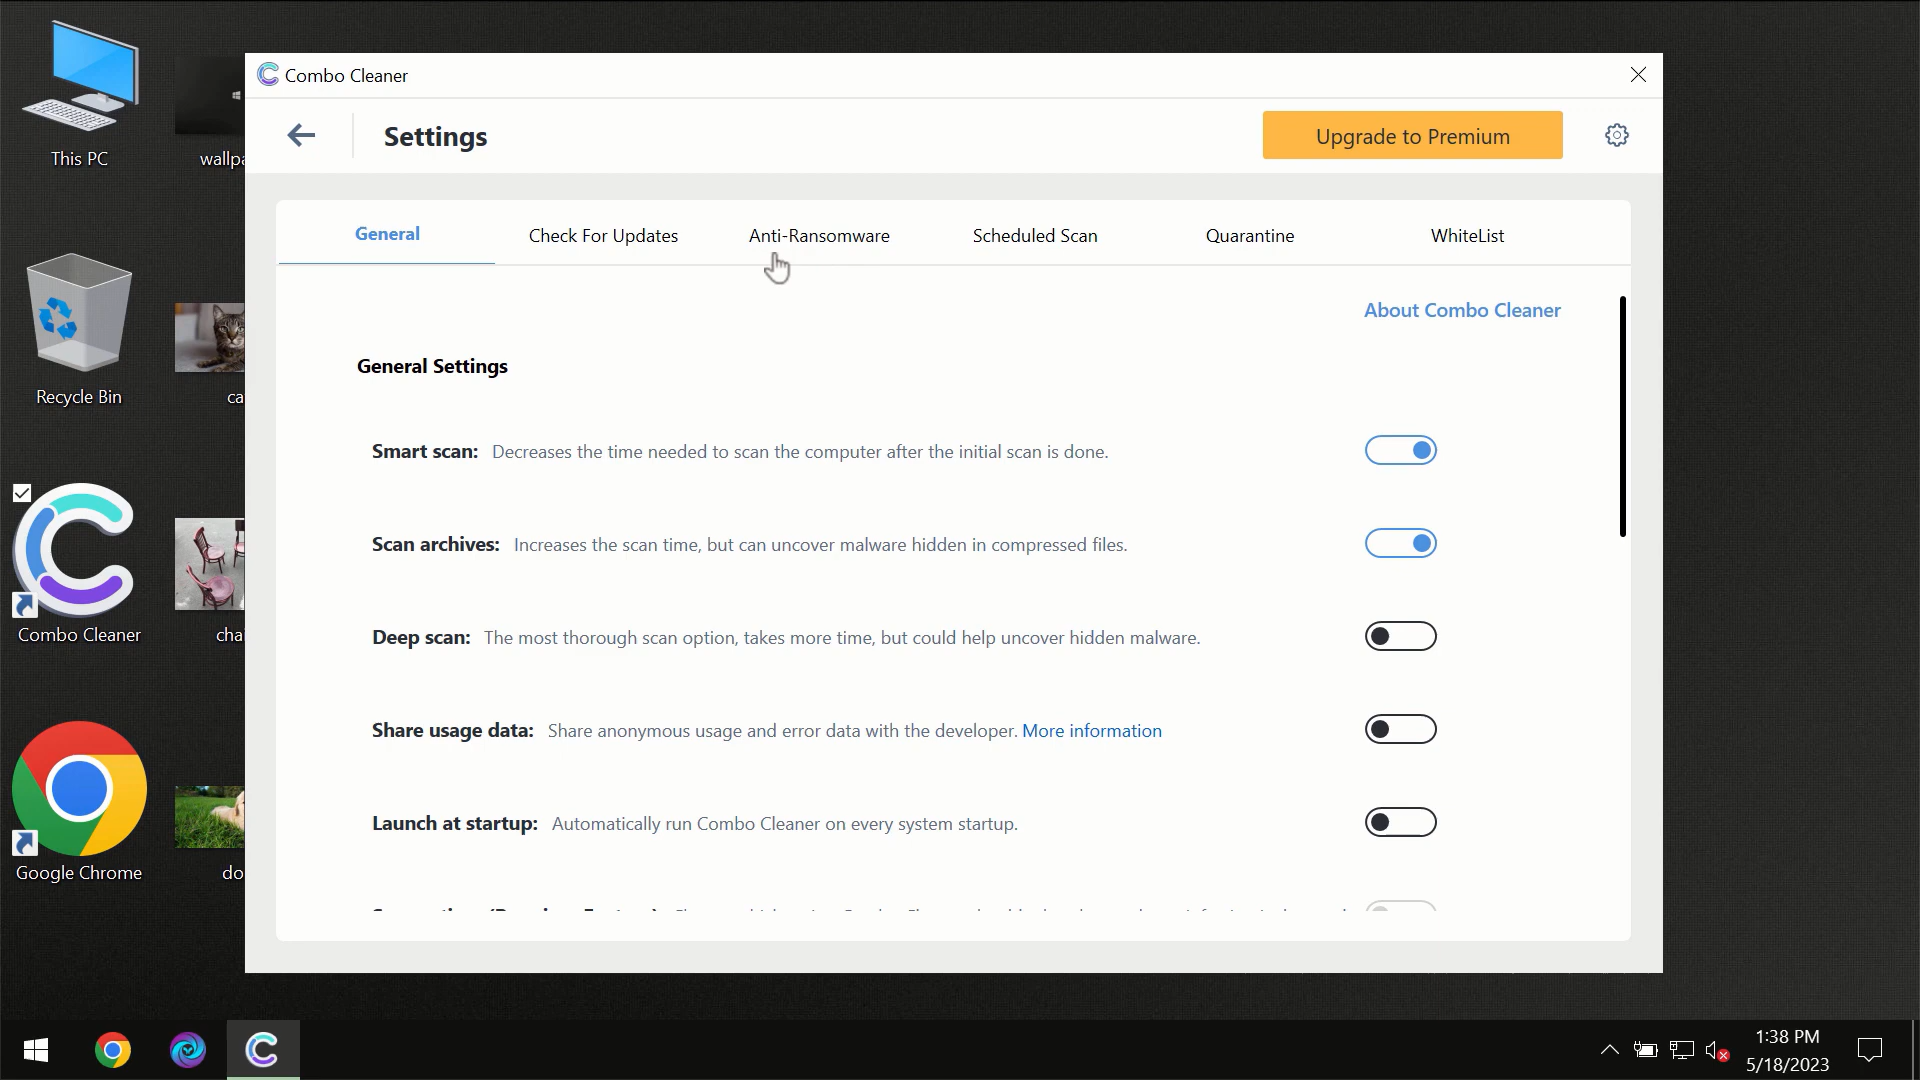 Combo Cleaner
Settings
Upgrade to Premium
General
Check For Updates
Anti-Ransomware
Scheduled Scan
Quarantine
WhiteList
About Combo Cleaner
General Settings
Smart scan: Decreases the time needed to scan the computer after the initial scan is done.
Scan archives: Increases the scan time, but can uncover malware hidden in compressed files.
Deep scan: The most thorough scan option, takes more time, but could help uncover hidden malware.
Share usage data: Share anonymous usage and error data with the developer. More information
Launch at startup: Automatically run Combo Cleaner on every system startup.
This PC
wallpa
Recycle Bin
ca
Combo Cleaner
chai
Google Chrome
do
1:38 PM
5/18/2023